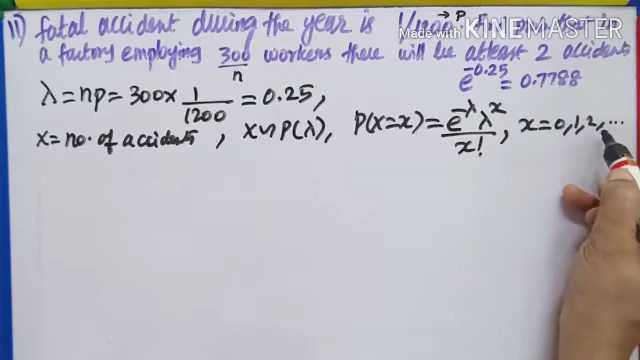 11) fatal accident during the year is 1/1200 → P
Made with KINEMASTER
a factory employing 300 workers there will be atleast 2 accidents
n
e^-0.25 = 0.7788
λ = np = 300 x 1/1200 = 0.25,
x = no. of accidents, X ~ P(λ), P(X=x) = e^-λ λ^x / x!, x = 0, 1, 2, ...